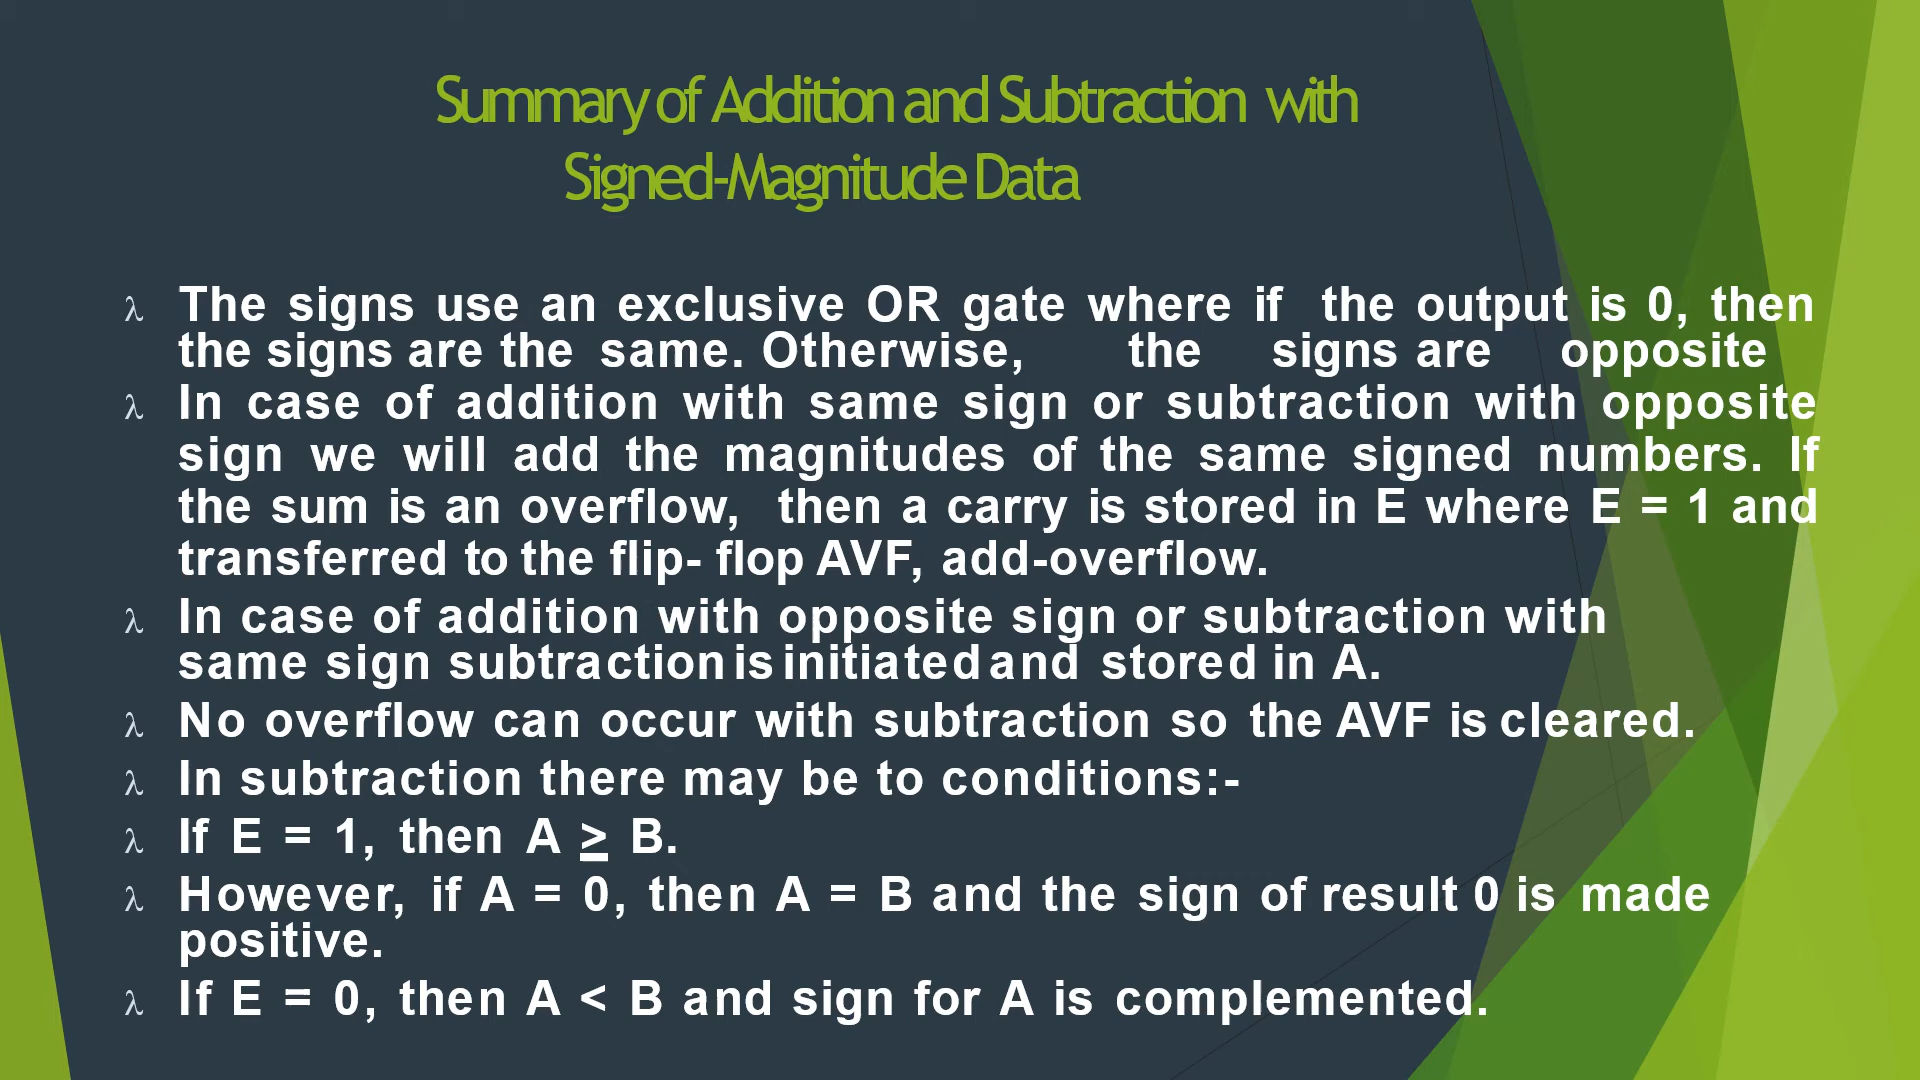 Summary of Addition and Subtraction with
Signed-Magnitude Data
λ The signs use an exclusive OR gate where if the output is 0, then
the signs are the same. Otherwise, the signs are opposite
λ In case of addition with same sign or subtraction with opposite
sign we will add the magnitudes of the same signed numbers. If
the sum is an overflow, then a carry is stored in E where E = 1 and
transferred to the flip- flop AVF, add-overflow.
λ In case of addition with opposite sign or subtraction with
same sign subtraction is initiated and stored in A.
λ No overflow can occur with subtraction so the AVF is cleared.
λ In subtraction there may be to conditions:-
λ If E = 1, then A ≥ B.
λ However, if A = 0, then A = B and the sign of result 0 is made
positive.
λ If E = 0, then A < B and sign for A is complemented.